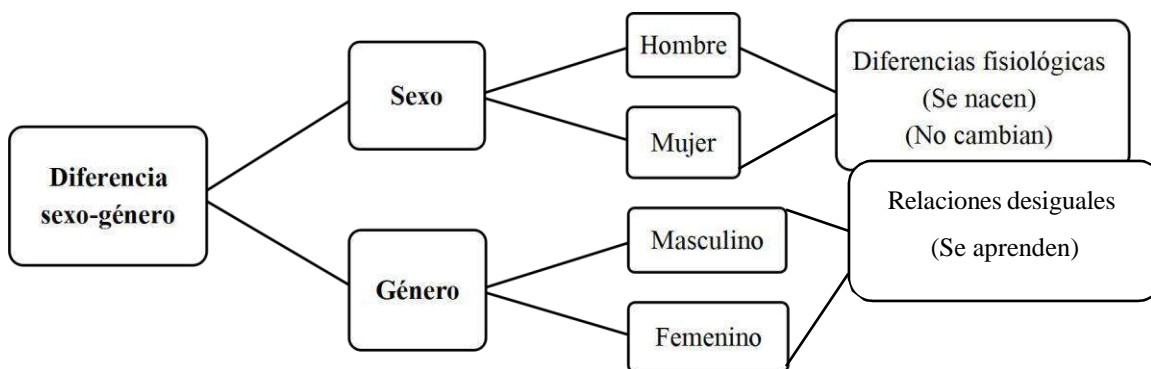 Diferencia
sexo-género
Sexo
Hombre
Mujer
Diferencias fisiológicas
(Se nacen)
(No cambian)
Género
Masculino
Femenino
Relaciones desiguales
(Se aprenden)